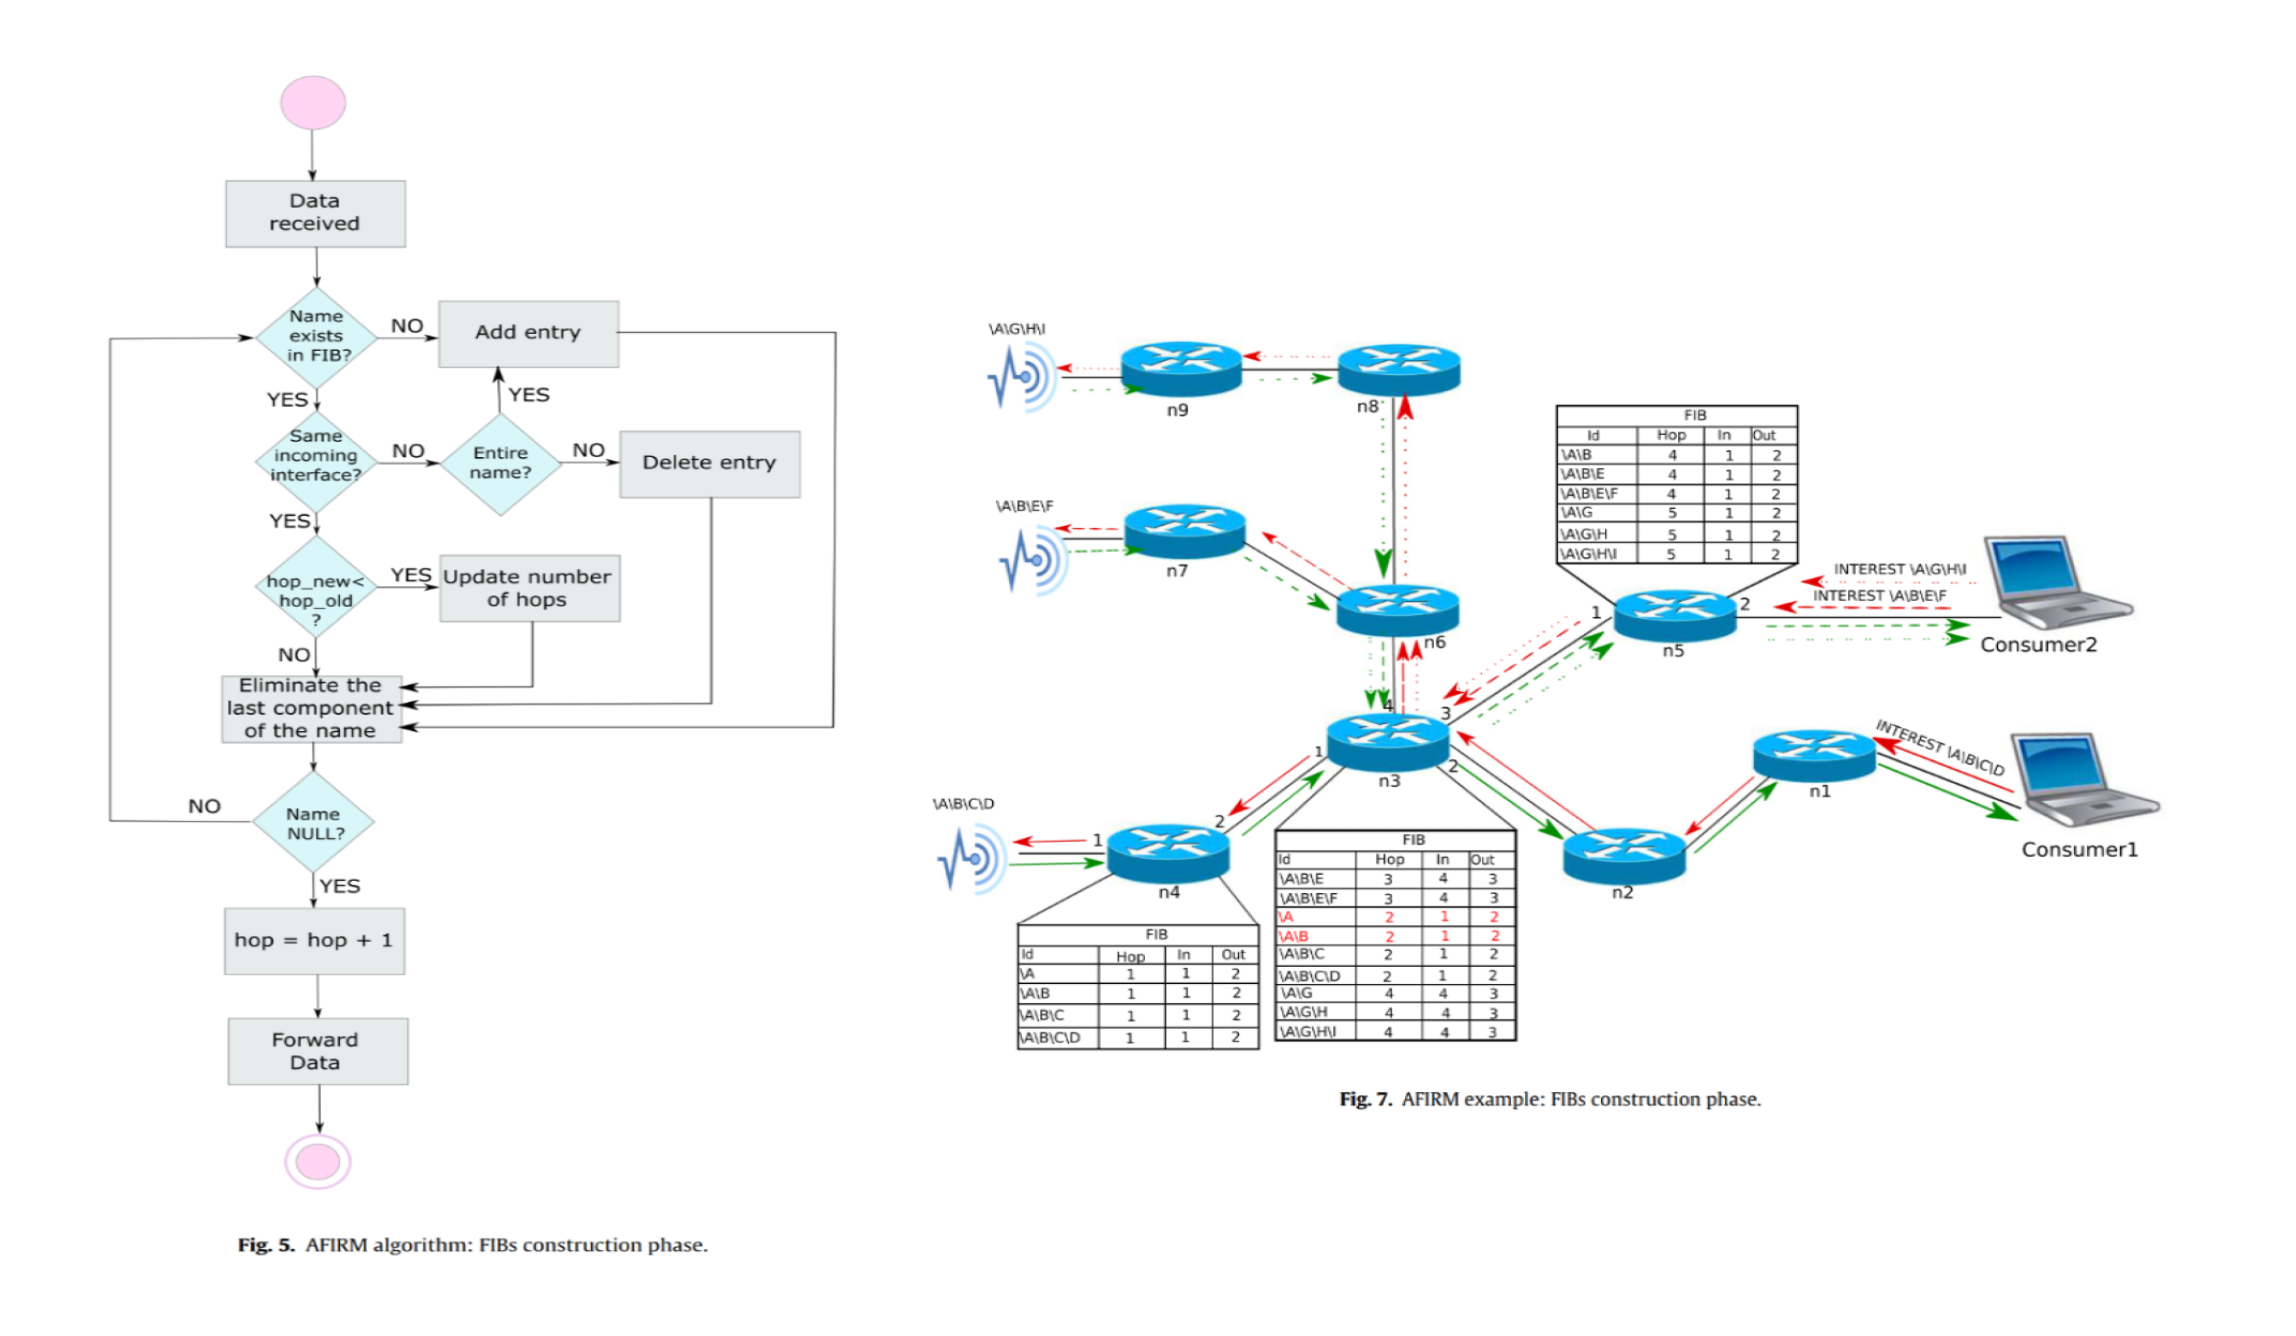 Data
received
Name
exists
in FIB?
NO
Add entry
YES
YES
Same
incoming
interface?
NO
Entire
name?
NO
Delete entry
YES
hop_new<
hop_old
?
YES
Update number
of hops
NO
Eliminate the
last component
of the name
NO
Name
NULL?
YES
hop = hop + 1
Forward
Data
Fig. 5. AFIRM algorithm: FIBs construction phase.
\A\G\H\I
n9
n8
\A\B\E\F
n7
n6
FIB
Id Hop In Out
\A\B 4 1 2
\A\B\E 4 1 2
\A\B\E\F 4 1 2
\A\G 5 1 2
\A\G\H 5 1 2
\A\G\H\I 5 1 2
INTEREST \A\G\H\I
INTEREST \A\B\E\F
1
2
n5
Consumer2
4
3
1
2
n3
INTEREST \A\B\C\D
n1
Consumer1
n2
\A\B\C\D
1
2
n4
FIB
Id Hop In Out
\A\B\E 3 4 3
\A\B\E\F 3 4 3
\A 2 1 2
\A\B 2 1 2
\A\B\C 2 1 2
\A\B\C\D 2 1 2
\A\G 4 4 3
\A\G\H 4 4 3
\A\G\H\I 4 4 3
FIB
Id Hop In Out
\A 1 1 2
\A\B 1 1 2
\A\B\C 1 1 2
\A\B\C\D 1 1 2
Fig. 7. AFIRM example: FIBs construction phase.